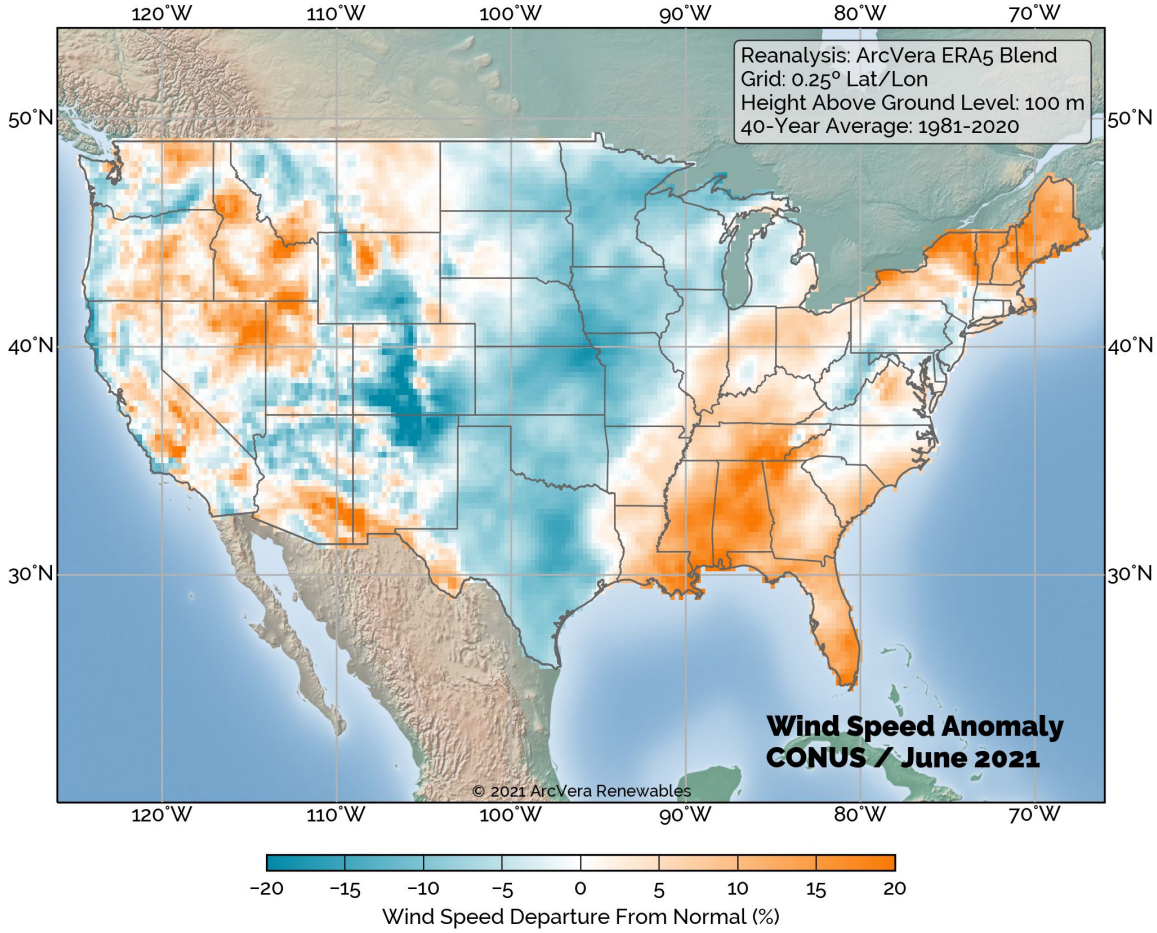 120°W 110°W 100°W 90°W 80°W 70°W
Reanalysis: ArcVera ERA5 Blend
Grid: 0.25º Lat/Lon
Height Above Ground Level: 100 m
40-Year Average: 1981-2020
50°N 50°N
40°N 40°N
30°N 30°N
Wind Speed Anomaly
CONUS / June 2021
© 2021 ArcVera Renewables
120°W 110°W 100°W 90°W 80°W 70°W
−20 −15 −10 −5 0 5 10 15 20
Wind Speed Departure From Normal (%)